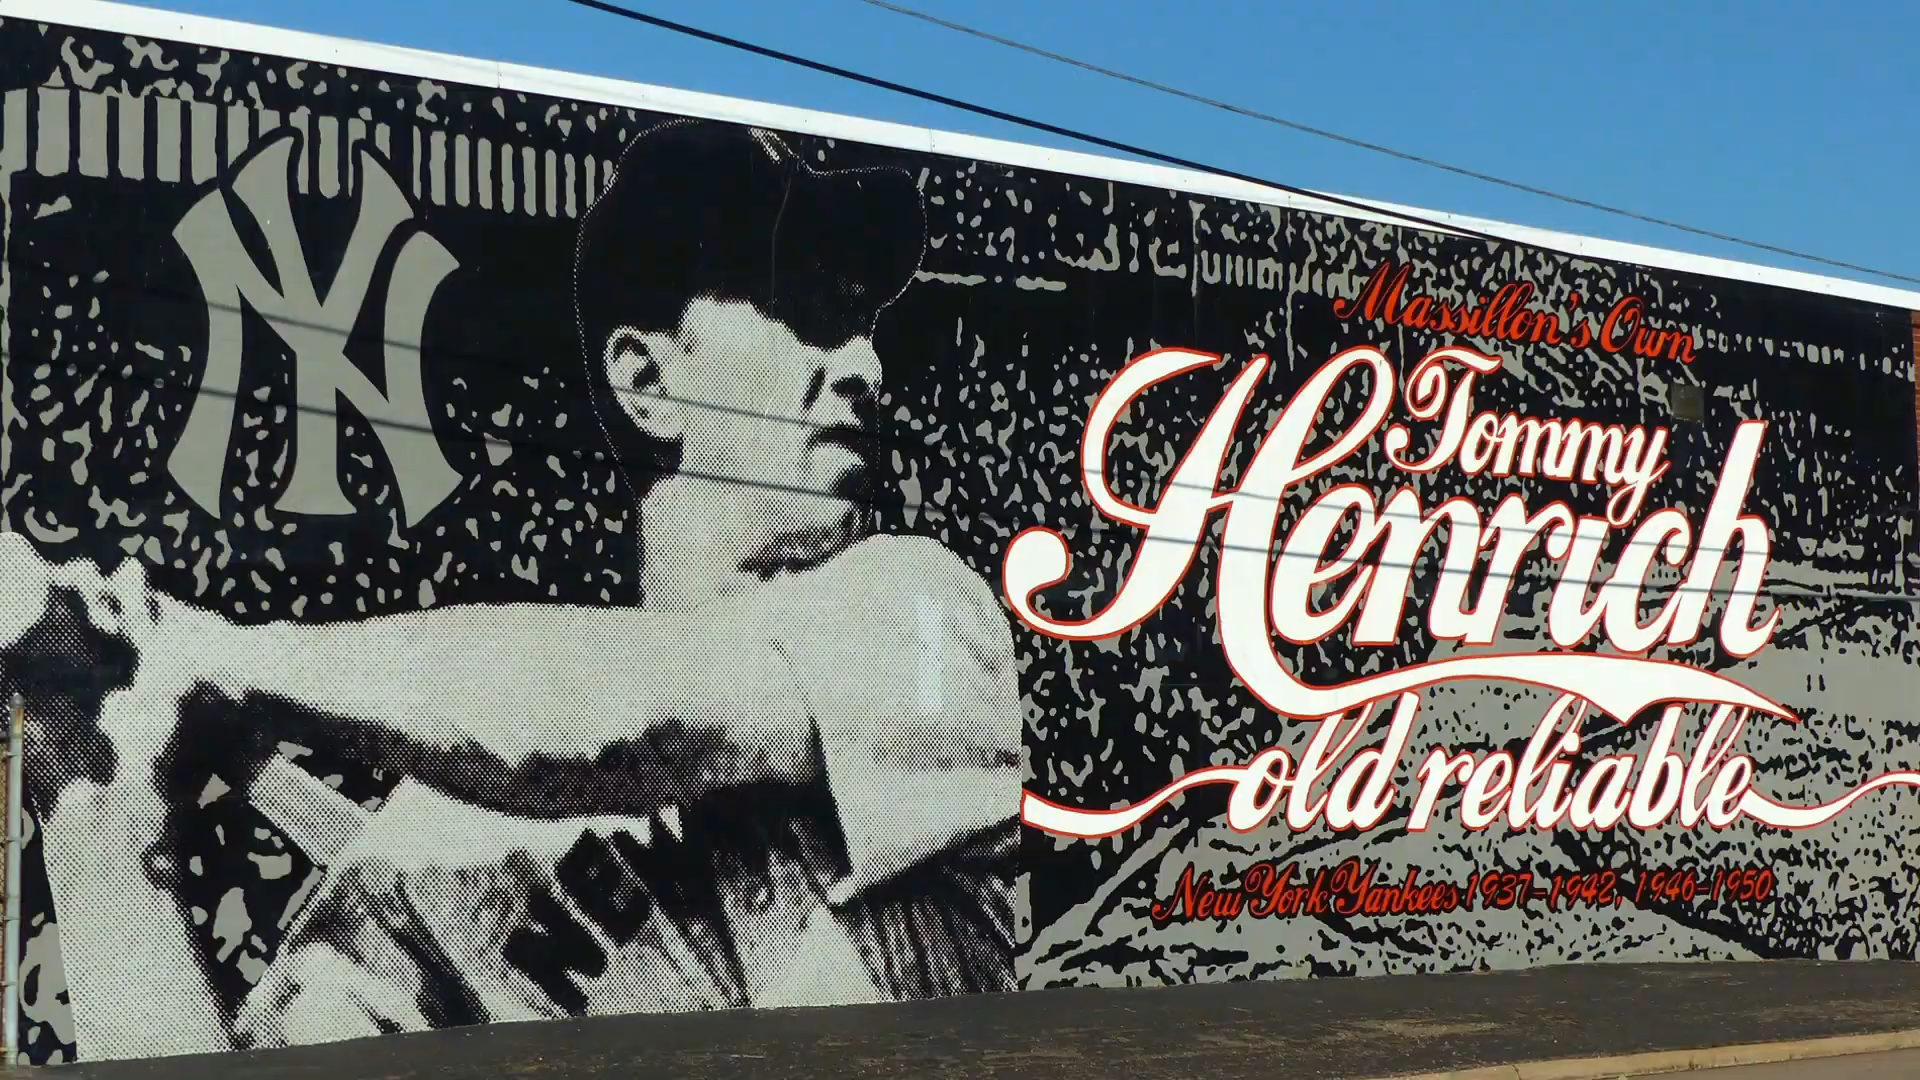 NY
Massillon's Own
Tommy
Henrich
old reliable
New York Yankees 1937-1942, 1946-1950